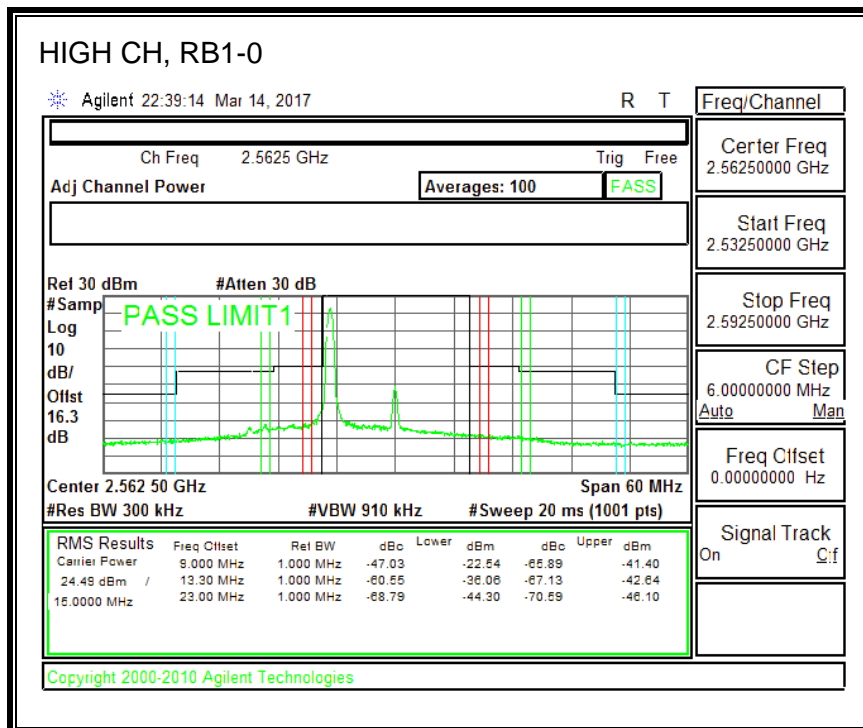 HIGH CH, RB1-0
Agilent 22:39:14 Mar 14, 2017 R T
Freq/Channel
Ch Freq 2.5625 GHz Trig Free
Adj Channel Power Averages: 100 PASS
Center Freq
2.56250000 GHz
Start Freq
2.53250000 GHz
Stop Freq
2.59250000 GHz
CF Step
6.00000000 MHz
Auto Man
Freq Offset
0.00000000 Hz
Signal Track
On Off
Ref 30 dBm #Atten 30 dB
#Samp
Log
10
dB/
Offst
16.3
dB
PASS LIMIT1
Center 2.562 50 GHz Span 60 MHz
#Res BW 300 kHz #VBW 910 kHz #Sweep 20 ms (1001 pts)
RMS Results Freq Offset Ref BW dBc Lower dBm dBc Upper dBm
Carrier Power 9.000 MHz 1.000 MHz -47.03 -22.54 -65.89 -41.40
24.49 dBm / 13.30 MHz 1.000 MHz -60.55 -36.06 -67.13 -42.64
15.0000 MHz 23.00 MHz 1.000 MHz -68.79 -44.30 -70.59 -46.10
Copyright 2000-2010 Agilent Technologies